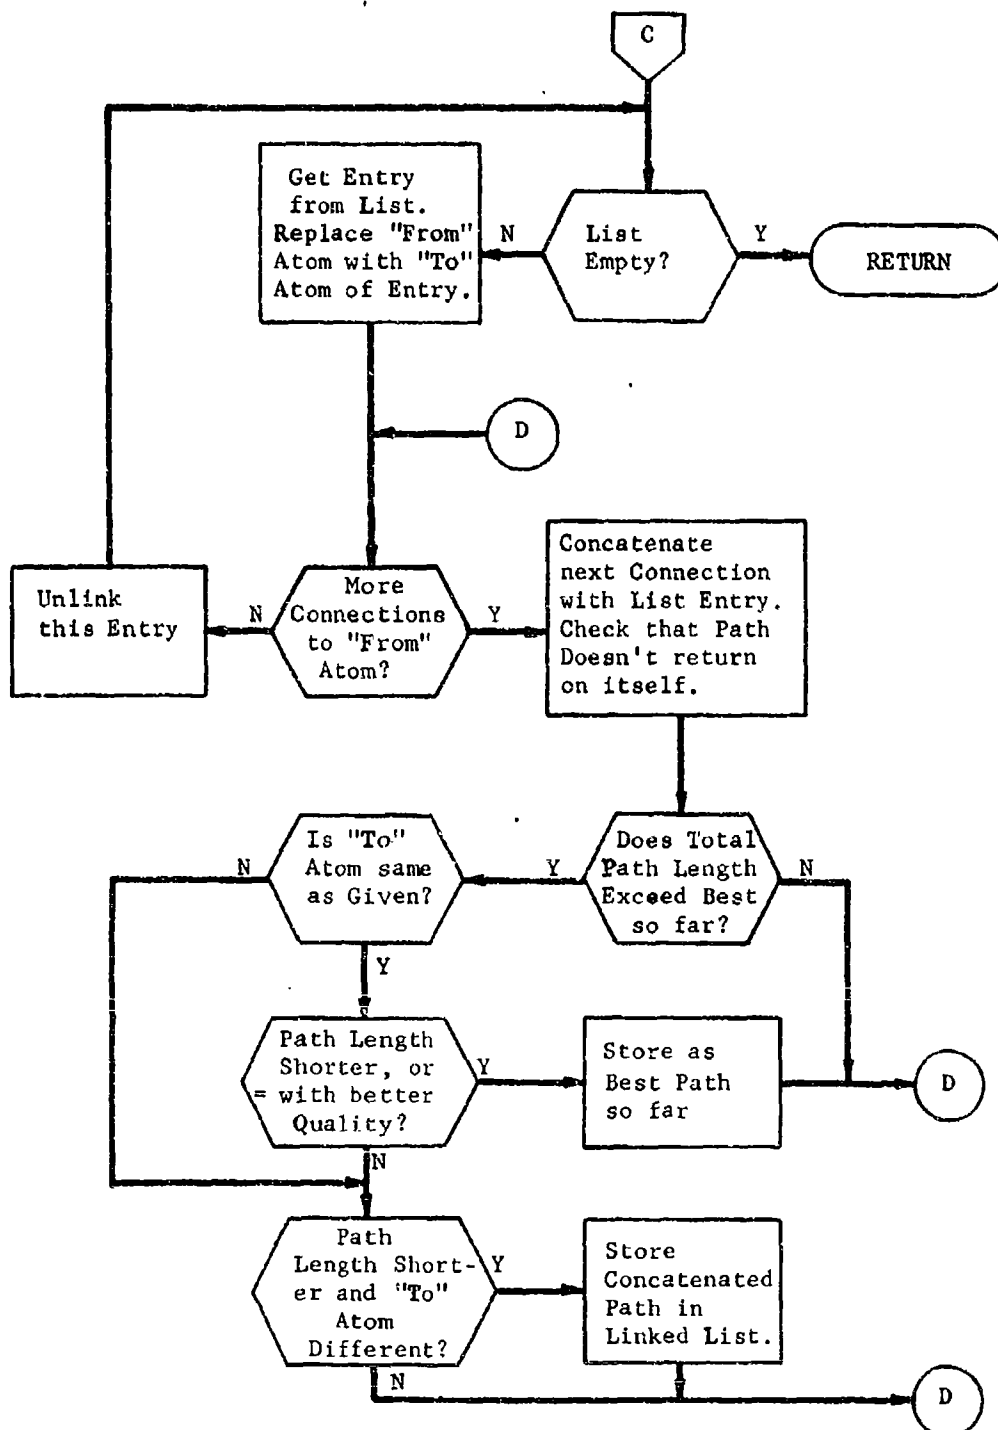 C
Get Entry
from List.
Replace "From"
Atom with "To"
Atom of Entry.
N
List
Empty?
Y
RETURN
D
Unlink
this Entry
N
More
Connections
to "From"
Atom?
Y
Concatenate
next Connection
with List Entry.
Check that Path
Doesn't return
on itself.
N
Is "To"
Atom same
as Given?
Y
Does Total
Path Length
Exceed Best
so far?
N
Y
Path Length
Shorter, or
= with better
Quality?
Y
Store as
Best Path
so far
D
N
Path
Length Short-
er and "To"
Atom
Different?
Y
Store
Concatenated
Path in
Linked List.
N
D